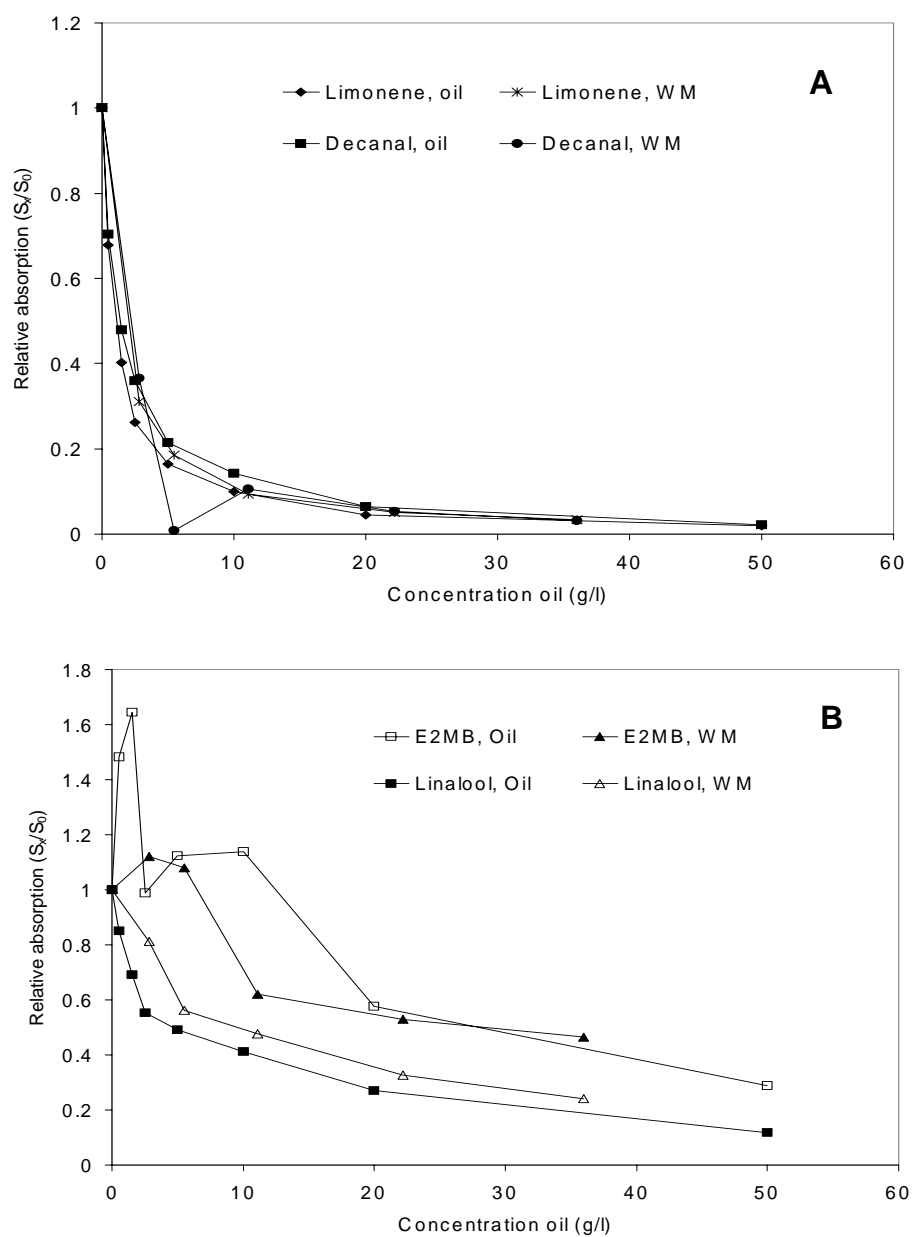 A
1.2
1
0.8
0.6
0.4
0.2
0
Relative absorption (Sx/S0)
Limonene, oil
Limonene, WM
Decanal, oil
Decanal, WM
0 10 20 30 40 50 60
Concentration oil (g/l)
B
1.8
1.6
1.4
1.2
1
0.8
0.6
0.4
0.2
0
Relative absorption (Sx/S0)
E2MB, Oil
E2MB, WM
Linalool, Oil
Linalool, WM
0 10 20 30 40 50 60
Concentration oil (g/l)